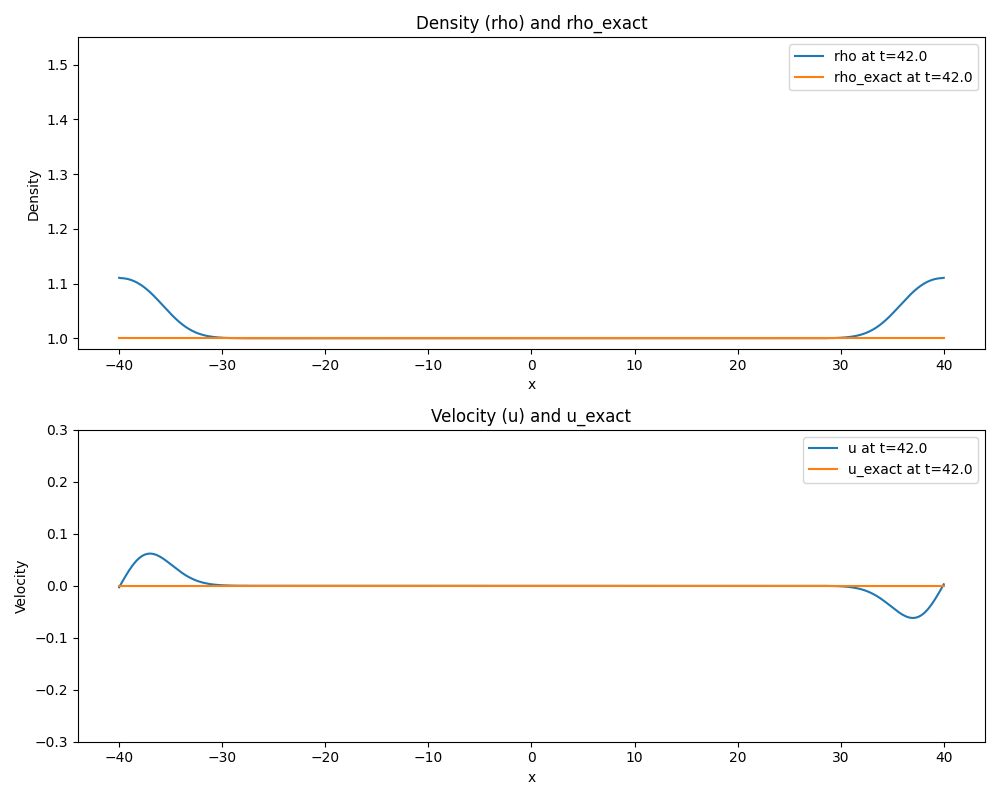 Density (rho) and rho_exact
1.5
1.4
1.3
1.2
1.1
1.0
Density
rho at t=42.0
rho_exact at t=42.0
−40 −30 −20 −10 0 10 20 30 40
x
Velocity (u) and u_exact
0.3
0.2
0.1
0.0
−0.1
−0.2
−0.3
Velocity
u at t=42.0
u_exact at t=42.0
−40 −30 −20 −10 0 10 20 30 40
x